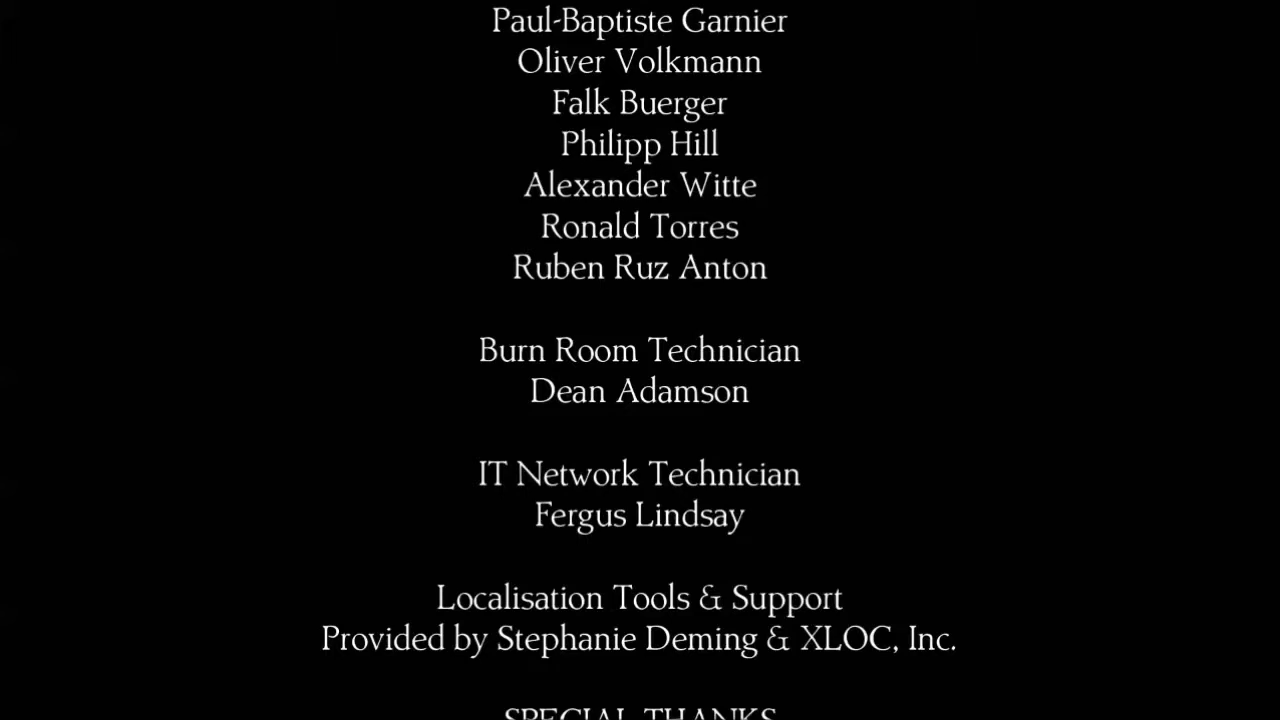 Paul-Baptiste Garnier
Oliver Volkmann
Falk Buerger
Philipp Hill
Alexander Witte
Ronald Torres
Ruben Ruz Anton
Burn Room Technician
Dean Adamson
IT Network Technician
Fergus Lindsay
Localisation Tools & Support
Provided by Stephanie Deming & XLOC, Inc.
SPECIAL THANKS